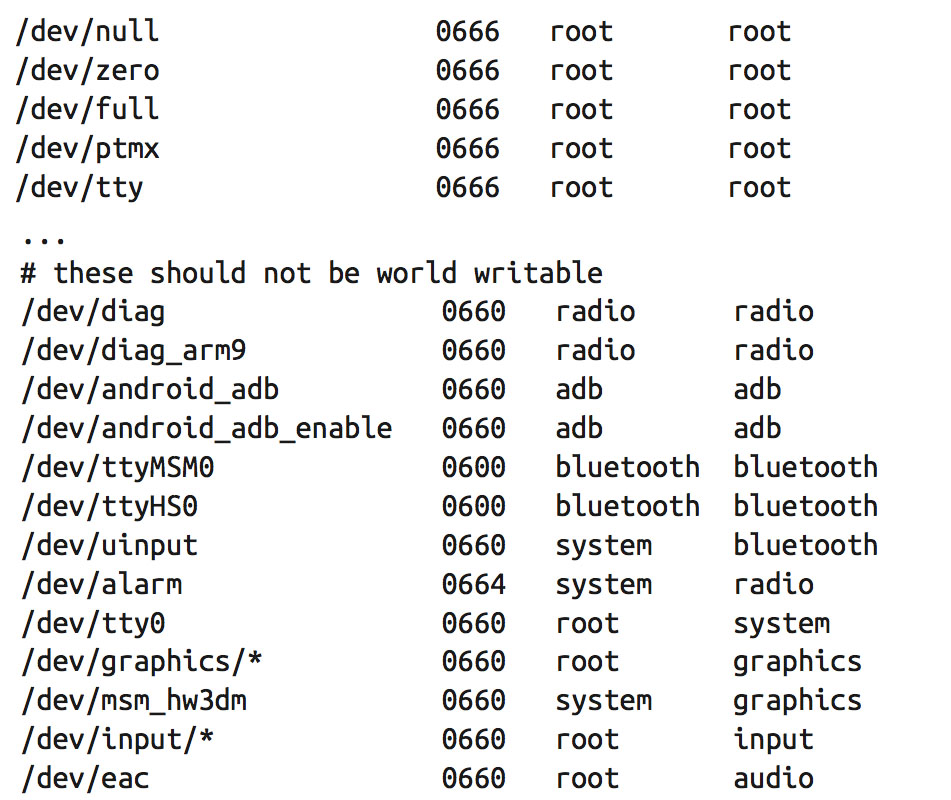 /dev/null 0666 root root
/dev/zero 0666 root root
/dev/full 0666 root root
/dev/ptmx 0666 root root
/dev/tty 0666 root root
...
# these should not be world writable
/dev/diag 0660 radio radio
/dev/diag_arm9 0660 radio radio
/dev/android_adb 0660 adb adb
/dev/android_adb_enable 0660 adb adb
/dev/ttyMSM0 0600 bluetooth bluetooth
/dev/ttyHS0 0600 bluetooth bluetooth
/dev/uinput 0660 system bluetooth
/dev/alarm 0664 system radio
/dev/tty0 0660 root system
/dev/graphics/* 0660 root graphics
/dev/msm_hw3dm 0660 system graphics
/dev/input/* 0660 root input
/dev/eac 0660 root audio